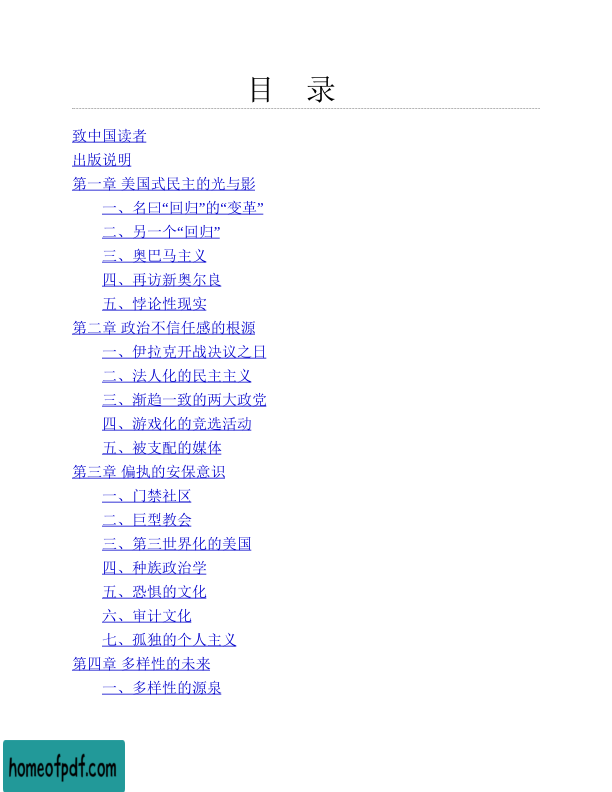 目 录
致中国读者
出版说明
第一章 美国式民主的光与影
一、名曰“回归”的“变革”
二、另一个“回归”
三、奥巴马主义
四、再访新奥尔良
五、悖论性现实
第二章 政治不信任感的根源
一、伊拉克开战决议之日
二、法人化的民主主义
三、渐趋一致的两大政党
四、游戏化的竞选活动
五、被支配的媒体
第三章 偏执的安保意识
一、门禁社区
二、巨型教会
三、第三世界化的美国
四、种族政治学
五、恐惧的文化
六、审计文化
七、孤独的个人主义
第四章 多样性的未来
一、多样性的源泉
homeofpdf.com